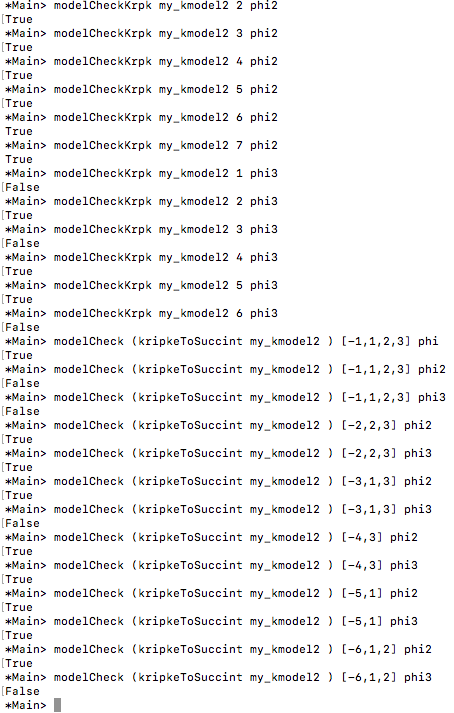 *Main> modelCheckKrpk my_kmodel2 2 phi2
True
*Main> modelCheckKrpk my_kmodel2 3 phi2
True
*Main> modelCheckKrpk my_kmodel2 4 phi2
True
*Main> modelCheckKrpk my_kmodel2 5 phi2
True
*Main> modelCheckKrpk my_kmodel2 6 phi2
True
*Main> modelCheckKrpk my_kmodel2 7 phi2
True
*Main> modelCheckKrpk my_kmodel2 1 phi3
False
*Main> modelCheckKrpk my_kmodel2 2 phi3
True
*Main> modelCheckKrpk my_kmodel2 3 phi3
False
*Main> modelCheckKrpk my_kmodel2 4 phi3
True
*Main> modelCheckKrpk my_kmodel2 5 phi3
True
*Main> modelCheckKrpk my_kmodel2 6 phi3
False
*Main> modelCheck (kripkeToSuccint my_kmodel2 ) [-1,1,2,3] phi
True
*Main> modelCheck (kripkeToSuccint my_kmodel2 ) [-1,1,2,3] phi2
False
*Main> modelCheck (kripkeToSuccint my_kmodel2 ) [-1,1,2,3] phi3
False
*Main> modelCheck (kripkeToSuccint my_kmodel2 ) [-2,2,3] phi2
True
*Main> modelCheck (kripkeToSuccint my_kmodel2 ) [-2,2,3] phi3
True
*Main> modelCheck (kripkeToSuccint my_kmodel2 ) [-3,1,3] phi2
True
*Main> modelCheck (kripkeToSuccint my_kmodel2 ) [-3,1,3] phi3
False
*Main> modelCheck (kripkeToSuccint my_kmodel2 ) [-4,3] phi2
True
*Main> modelCheck (kripkeToSuccint my_kmodel2 ) [-4,3] phi3
True
*Main> modelCheck (kripkeToSuccint my_kmodel2 ) [-5,1] phi2
True
*Main> modelCheck (kripkeToSuccint my_kmodel2 ) [-5,1] phi3
True
*Main> modelCheck (kripkeToSuccint my_kmodel2 ) [-6,1,2] phi2
True
*Main> modelCheck (kripkeToSuccint my_kmodel2 ) [-6,1,2] phi3
False
*Main>